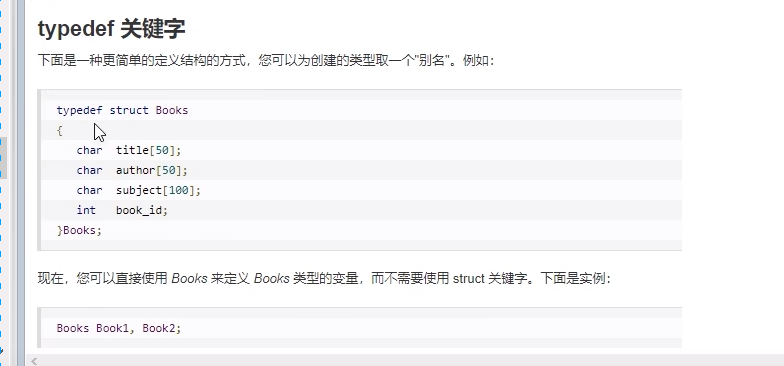 typedef 关键字
下面是一种更简单的定义结构的方式，您可以为创建的类型取一个"别名"。例如：
typedef struct Books
{
   char  title[50];
   char  author[50];
   char  subject[100];
   int   book_id;
}Books;
现在，您可以直接使用 Books 来定义 Books 类型的变量，而不需要使用 struct 关键字。下面是实例：
Books Book1, Book2;